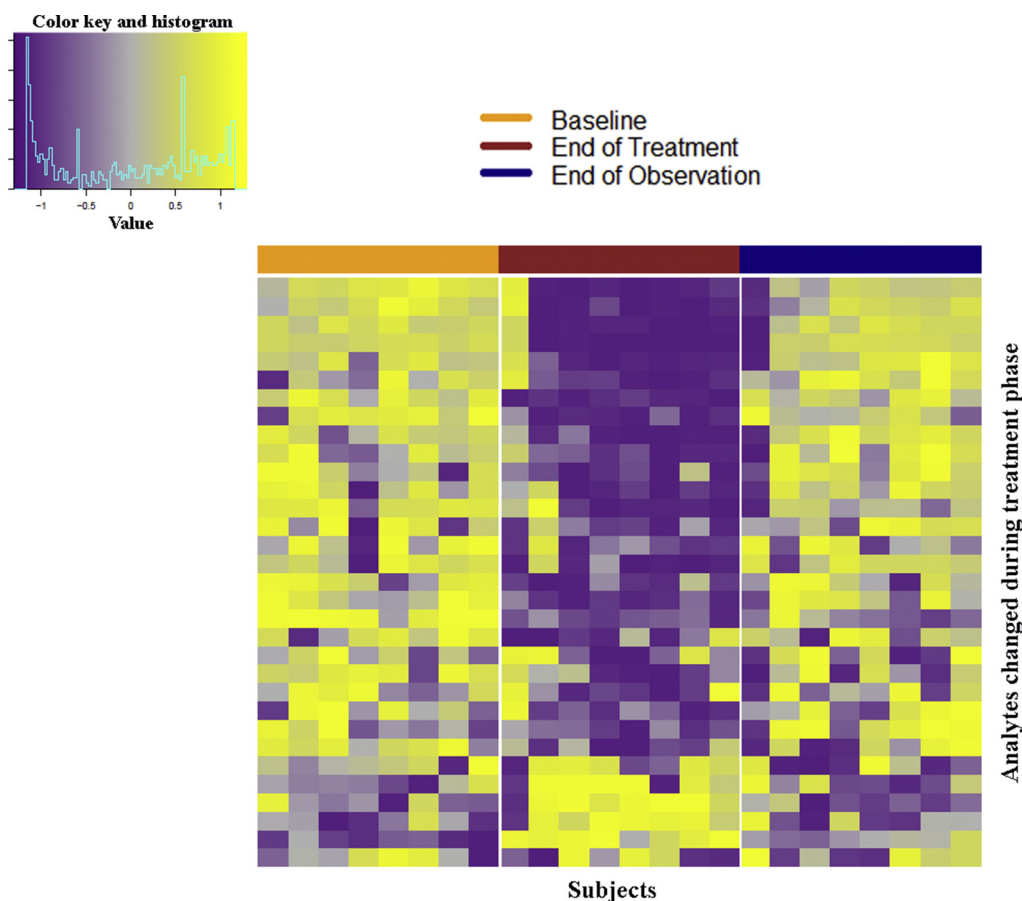 Color key and histogram
−1 −0.5 0 0.5 1
Value
Baseline
End of Treatment
End of Observation
Analytes changed during treatment phase
Subjects